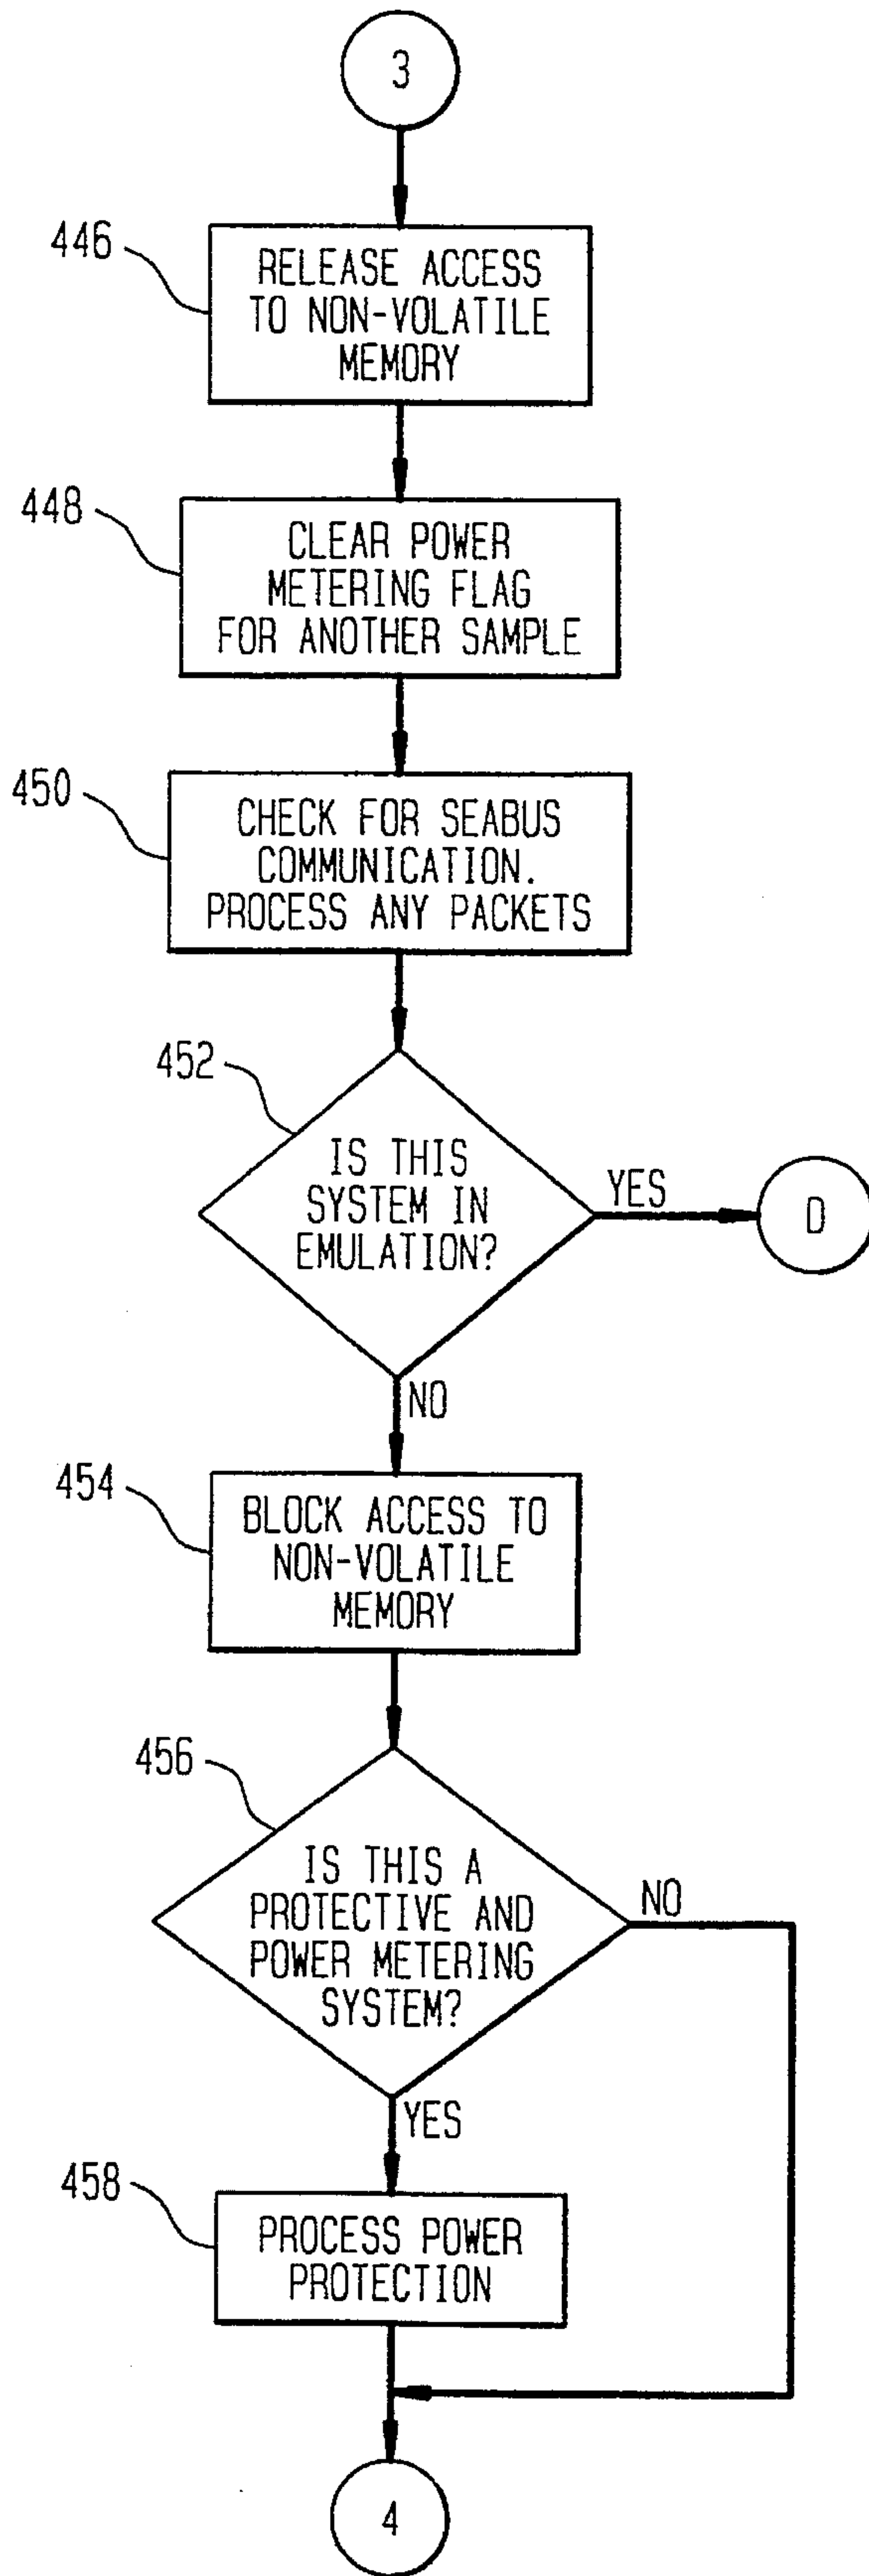 3
446
RELEASE ACCESS
TO NON-VOLATILE
MEMORY
448
CLEAR POWER
METERING FLAG
FOR ANOTHER SAMPLE
450
CHECK FOR SEABUS
COMMUNICATION.
PROCESS ANY PACKETS
452
IS THIS
SYSTEM IN
EMULATION?
YES
D
NO
454
BLOCK ACCESS TO
NON-VOLATILE
MEMORY
456
IS THIS A
PROTECTIVE AND
POWER METERING
SYSTEM?
NO
YES
458
PROCESS POWER
PROTECTION
4